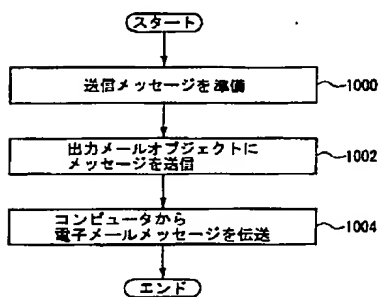 スタート
送信メッセージを準備
1000
出力メールオブジェクトに
メッセージを送信
1002
コンピュータから
電子メールメッセージを伝送
1004
エンド